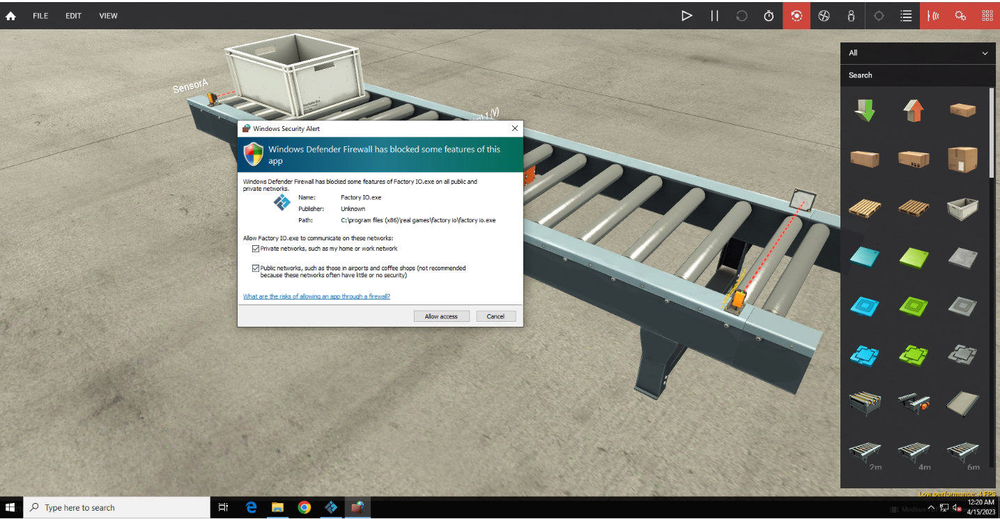 FILE EDIT VIEW
All
Search
SensorA
(V)
Windows Security Alert
Windows Defender Firewall has blocked some features of this
app
Windows Defender Firewall has blocked some features of Factory IO.exe on all public and
private networks.
Name: Factory IO.exe
Publisher: Unknown
Path: C:\program files (x86)\real games\factory io\factory io.exe
Allow Factory IO.exe to communicate on these networks:
Private networks, such as my home or work network
Public networks, such as those in airports and coffee shops (not recommended
because these networks often have little or no security)
What are the risks of allowing an app through a firewall?
Allow access Cancel
2m 4m 6m
Low performance: 4 FPS
Type here to search
Modbus
12:20 AM
4/15/2023